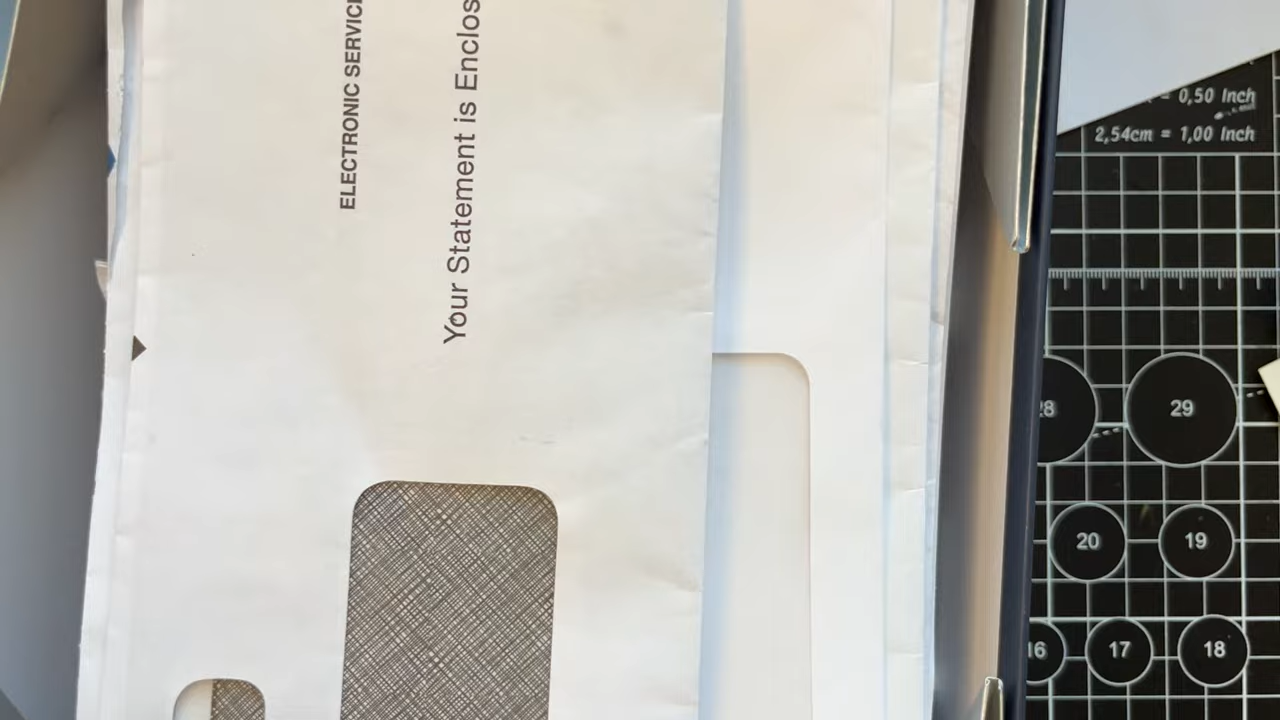 ELECTRONIC SERVIC
Your Statement is Enclos
= 0,50 Inch
2,54cm = 1,00 Inch
28
29
20
19
16
17
18